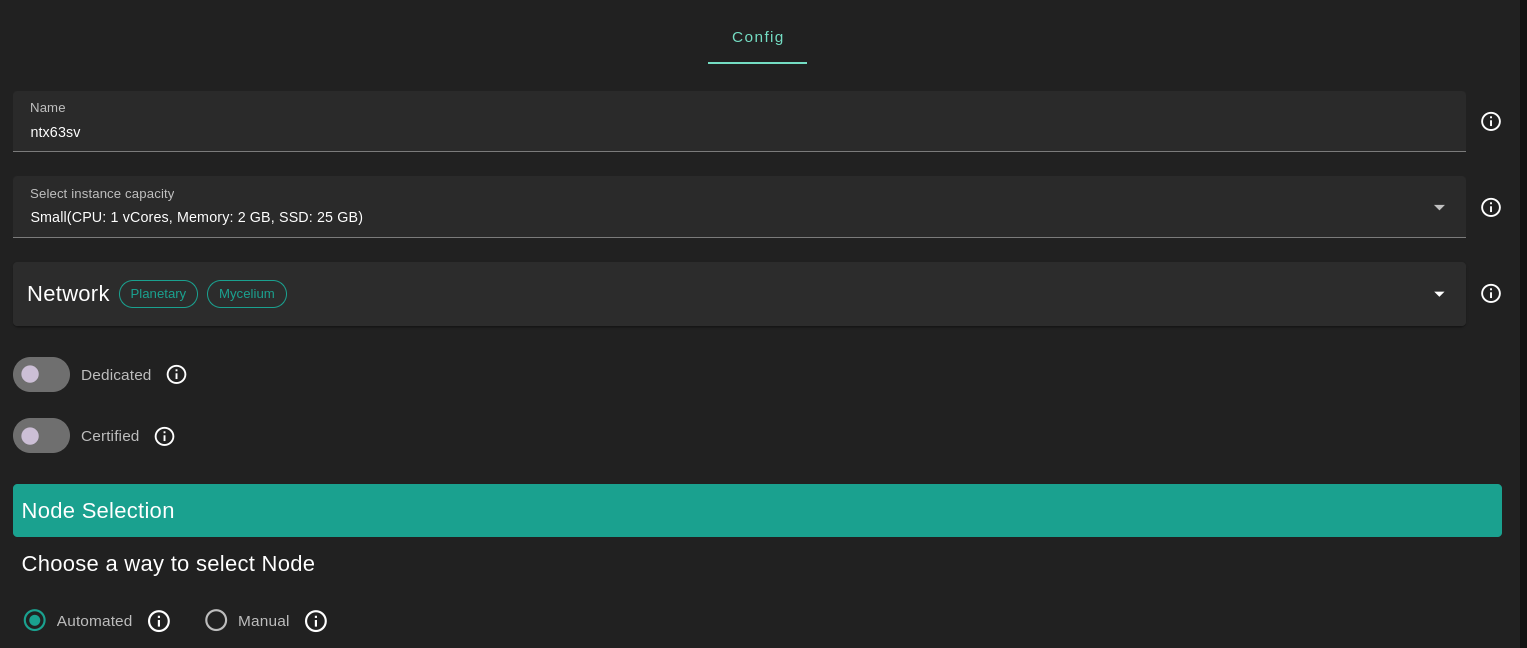 Config
Name
ntx63sv
Select instance capacity
Small(CPU: 1 vCores, Memory: 2 GB, SSD: 25 GB)
Network Planetary Mycelium
Dedicated
Certified
Node Selection
Choose a way to select Node
Automated Manual